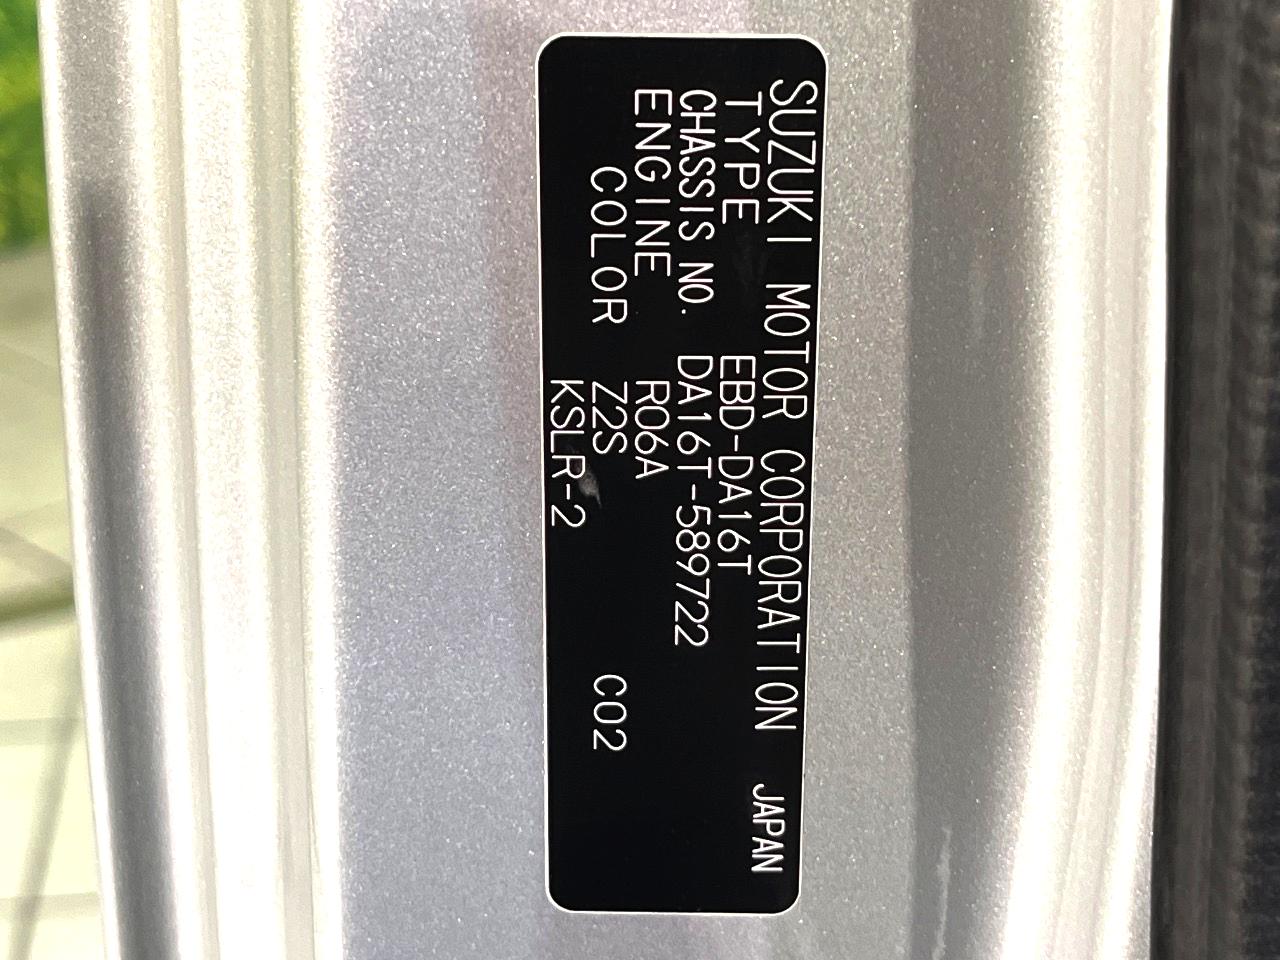 SUZUKI MOTOR CORPORATION JAPAN
TYPE EBD-DA16T
CHASSIS NO. DA16T-589722
ENGINE R06A
COLOR Z2S C02
KSLR-2